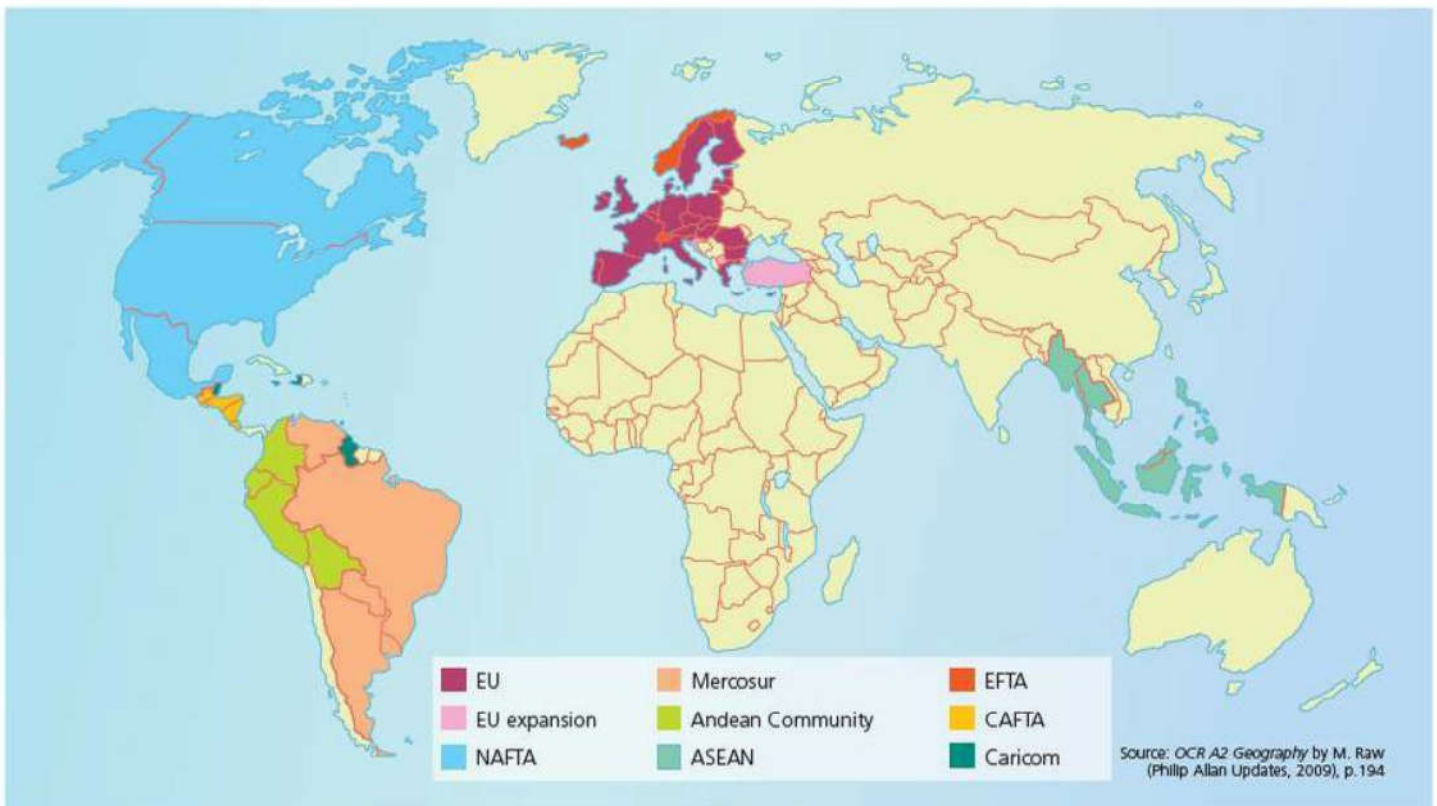 EU
EU expansion
NAFTA
Mercosur
Andean Community
ASEAN
EFTA
CAFTA
Caricom
Source: OCR A2 Geography by M. Raw
(Philip Allan Updates, 2009), p.194